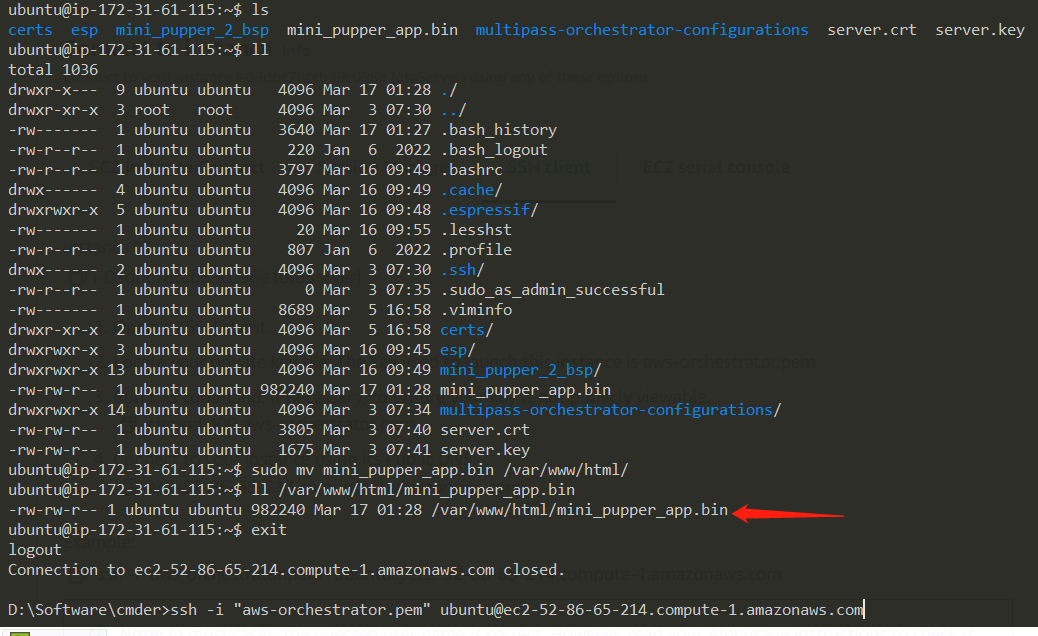 ubuntu@ip-172-31-61-115:~$ ls
certs  esp  mini_pupper_2_bsp  mini_pupper_app.bin  multipass-orchestrator-configurations  server.crt  server.key
ubuntu@ip-172-31-61-115:~$ ll
total 1036
drwxr-x---  9 ubuntu ubuntu   4096 Mar 17 01:28 ./
drwxr-xr-x  3 root   root     4096 Mar  3 07:30 ../
-rw-------  1 ubuntu ubuntu   3640 Mar 17 01:27 .bash_history
-rw-r--r--  1 ubuntu ubuntu    220 Jan  6  2022 .bash_logout
-rw-r--r--  1 ubuntu ubuntu   3797 Mar 16 09:49 .bashrc
drwx------  4 ubuntu ubuntu   4096 Mar 16 09:49 .cache/
drwxrwxr-x  5 ubuntu ubuntu   4096 Mar 16 09:48 .espressif/
-rw-------  1 ubuntu ubuntu     20 Mar 16 09:55 .lesshst
-rw-r--r--  1 ubuntu ubuntu    807 Jan  6  2022 .profile
drwx------  2 ubuntu ubuntu   4096 Mar  3 07:30 .ssh/
-rw-r--r--  1 ubuntu ubuntu      0 Mar  3 07:35 .sudo_as_admin_successful
-rw-------  1 ubuntu ubuntu   8689 Mar  5 16:58 .viminfo
drwxr-xr-x  2 ubuntu ubuntu   4096 Mar  5 16:58 certs/
drwxrwxr-x  3 ubuntu ubuntu   4096 Mar 16 09:45 esp/
drwxrwxr-x 13 ubuntu ubuntu   4096 Mar 16 09:49 mini_pupper_2_bsp/
-rw-rw-r--  1 ubuntu ubuntu 982240 Mar 17 01:28 mini_pupper_app.bin
drwxrwxr-x 14 ubuntu ubuntu   4096 Mar  3 07:34 multipass-orchestrator-configurations/
-rw-rw-r--  1 ubuntu ubuntu   3805 Mar  3 07:40 server.crt
-rw-rw-r--  1 ubuntu ubuntu   1675 Mar  3 07:41 server.key
ubuntu@ip-172-31-61-115:~$ sudo mv mini_pupper_app.bin /var/www/html/
ubuntu@ip-172-31-61-115:~$ ll /var/www/html/mini_pupper_app.bin
-rw-rw-r-- 1 ubuntu ubuntu 982240 Mar 17 01:28 /var/www/html/mini_pupper_app.bin
ubuntu@ip-172-31-61-115:~$ exit
logout
Connection to ec2-52-86-65-214.compute-1.amazonaws.com closed.
D:\Software\cmder>ssh -i "aws-orchestrator.pem" ubuntu@ec2-52-86-65-214.compute-1.amazonaws.com